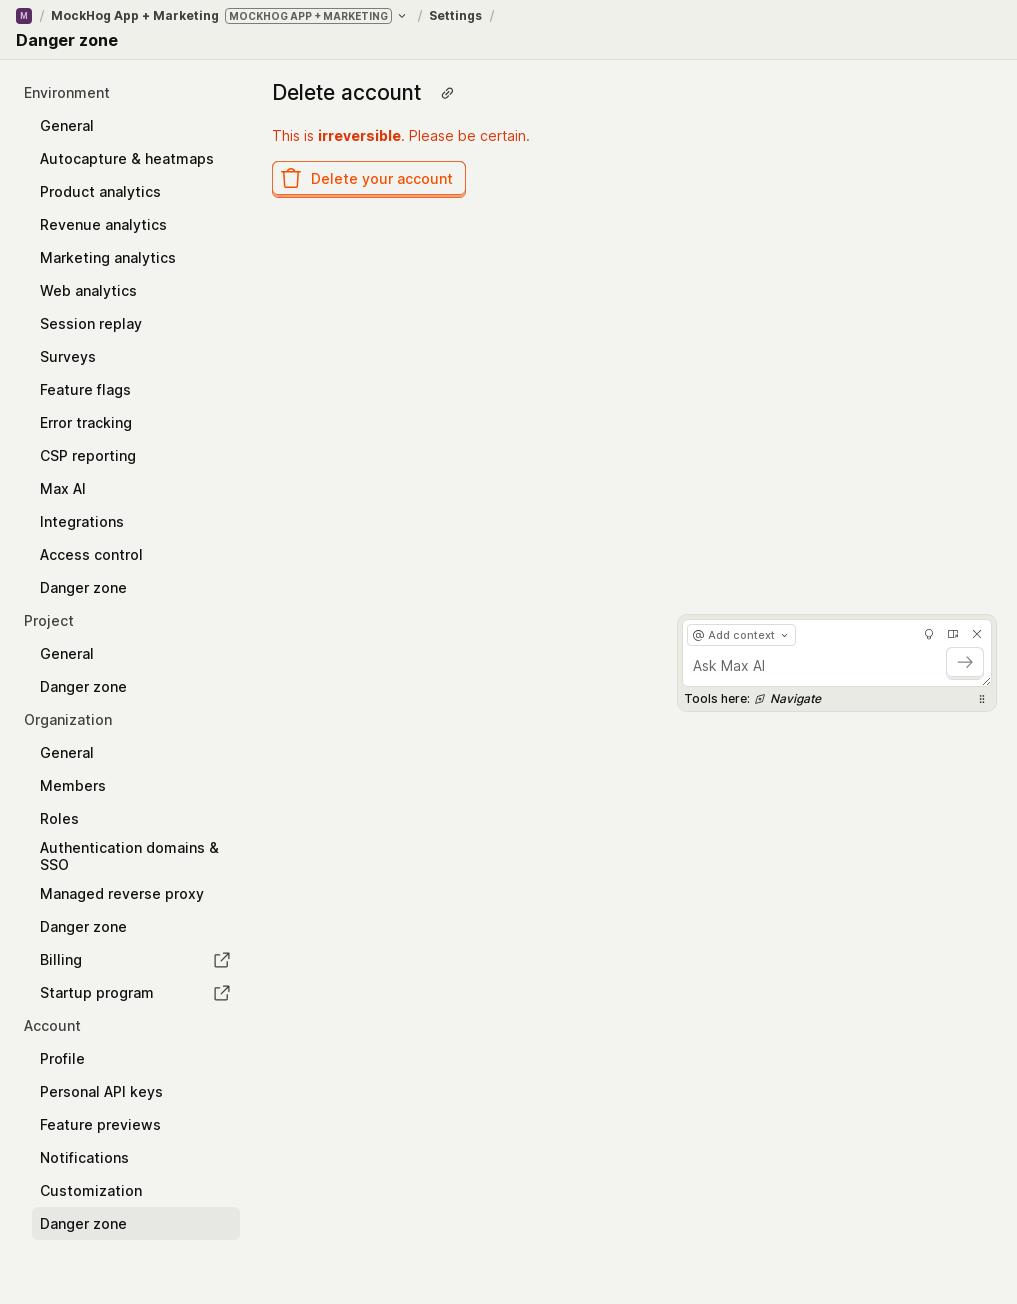 M / MockHog App + Marketing MOCKHOG APP + MARKETING / Settings /
Danger zone
Environment
General
Autocapture & heatmaps
Product analytics
Revenue analytics
Marketing analytics
Web analytics
Session replay
Surveys
Feature flags
Error tracking
CSP reporting
Max AI
Integrations
Access control
Danger zone
Project
General
Danger zone
Organization
General
Members
Roles
Authentication domains &
SSO
Managed reverse proxy
Danger zone
Billing
Startup program
Account
Profile
Personal API keys
Feature previews
Notifications
Customization
Danger zone
Delete account
This is irreversible. Please be certain.
Delete your account
@ Add context
Ask Max AI
Tools here: Navigate